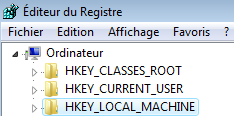 Éditeur du Registre
Fichier Edition Affichage Favoris ?
Ordinateur
HKEY_CLASSES_ROOT
HKEY_CURRENT_USER
HKEY_LOCAL_MACHINE